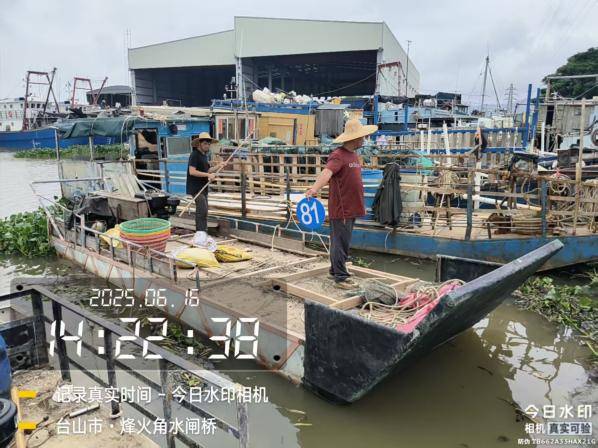 81
2025.06.16
14:22:38
记录真实时间 - 今日水印相机
台山市 · 烽火角水闸桥
今日水印
相机 真实可验
防伪 TB662A33HAX21G